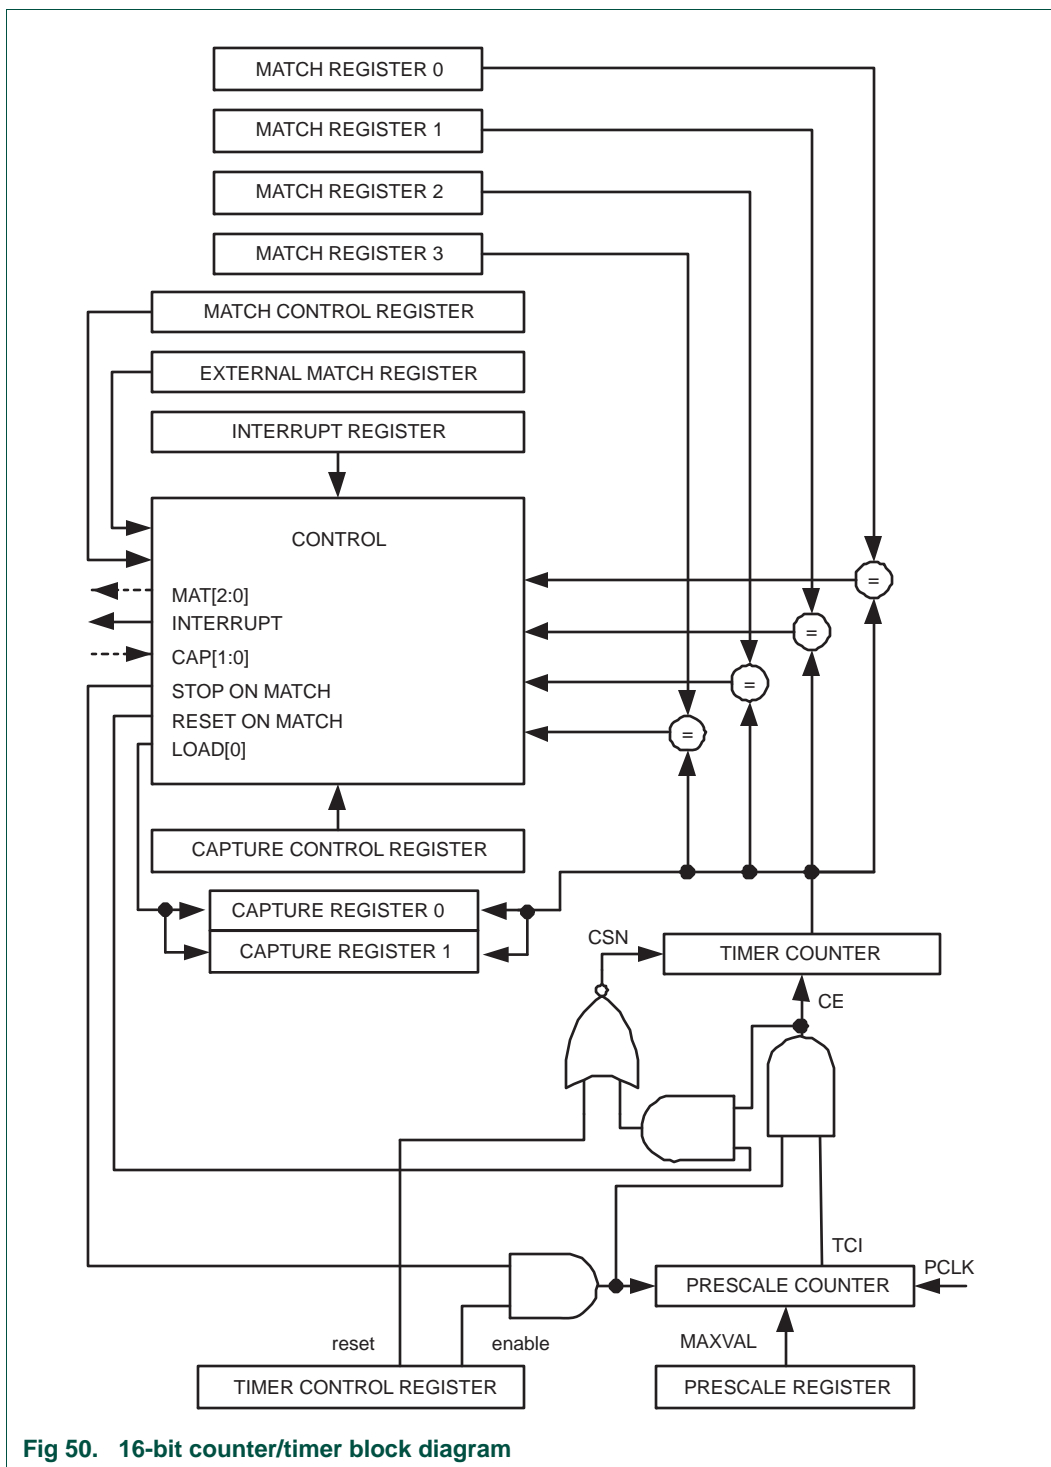 MATCH REGISTER 0
MATCH REGISTER 1
MATCH REGISTER 2
MATCH REGISTER 3
MATCH CONTROL REGISTER
EXTERNAL MATCH REGISTER
INTERRUPT REGISTER
CONTROL
=
MAT[2:0]
INTERRUPT
=
CAP[1:0]
=
STOP ON MATCH
RESET ON MATCH
=
LOAD[0]
CAPTURE CONTROL REGISTER
CAPTURE REGISTER 0
CSN
CAPTURE REGISTER 1
TIMER COUNTER
CE
TCI
PCLK
PRESCALE COUNTER
reset
enable
MAXVAL
TIMER CONTROL REGISTER
PRESCALE REGISTER
Fig 50. 16-bit counter/timer block diagram